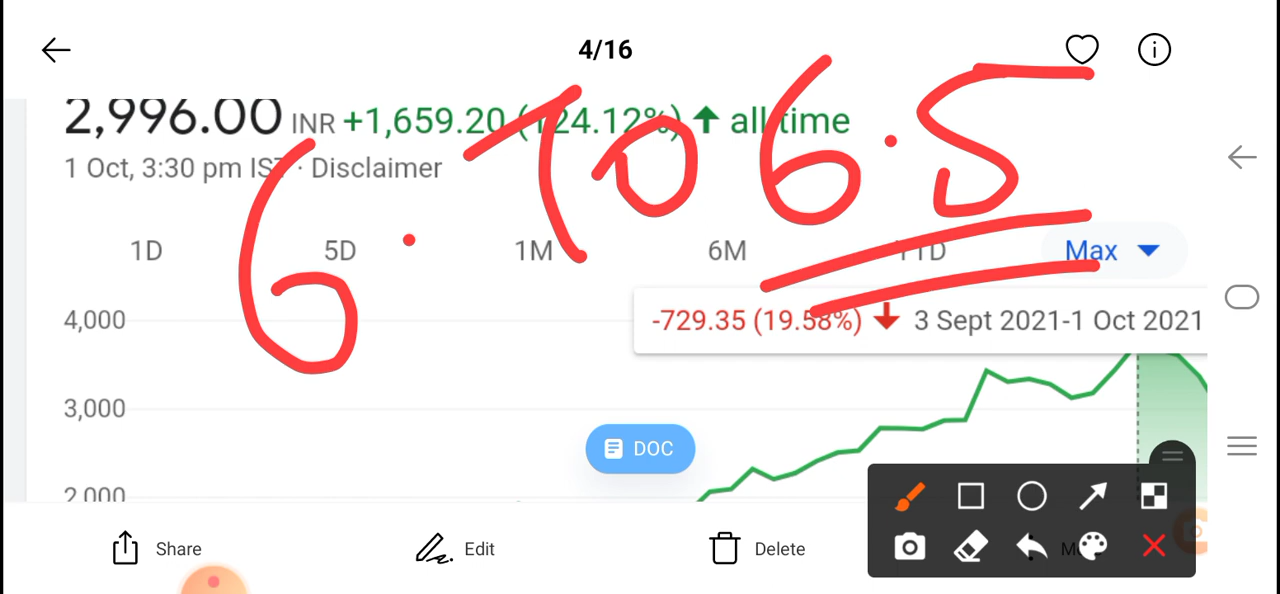 4/16
2,996.00 INR +1,659.20 (124.12%) ↑ all time
1 Oct, 3:30 pm IST · Disclaimer
6.706.5
1D 5D 1M 6M YTD Max
-729.35 (19.58%) ↓ 3 Sept 2021-1 Oct 2021
4,000
3,000
2,000
DOC
Share Edit Delete